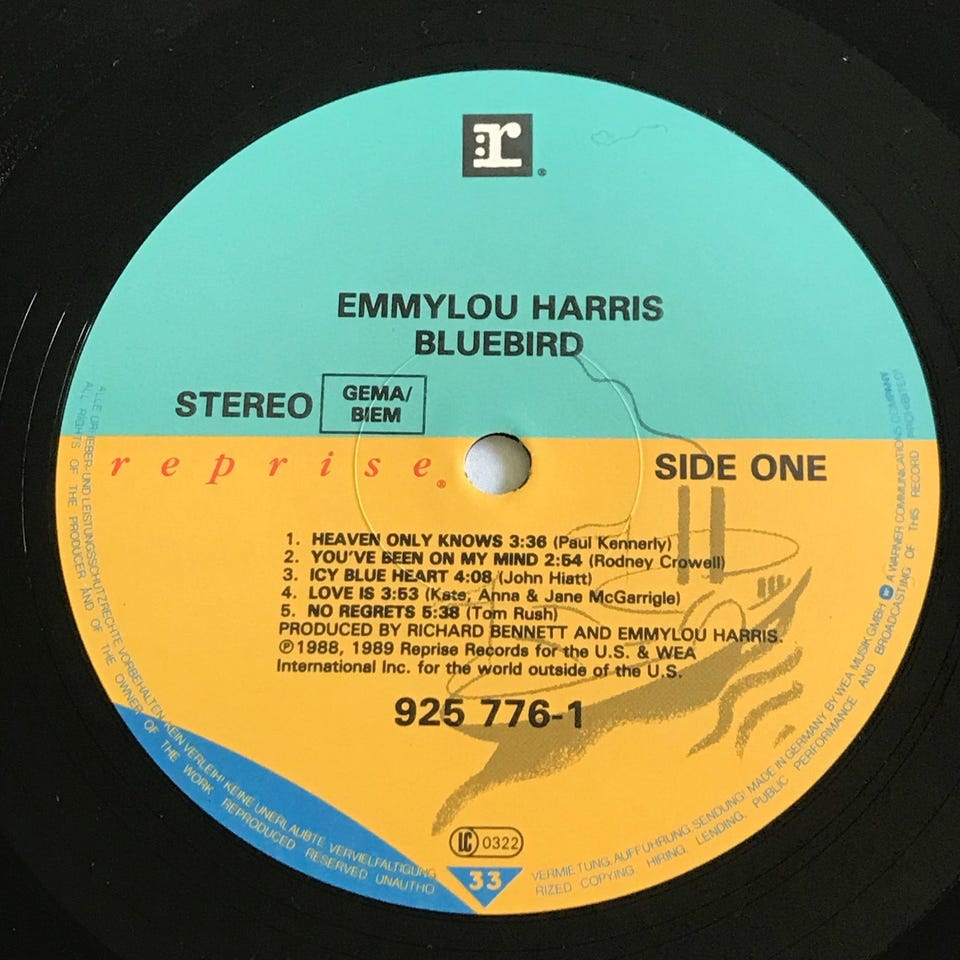 r
®
EMMYLOU HARRIS
BLUEBIRD
STEREO
GEMA/
BIEM
reprise®
SIDE ONE
1. HEAVEN ONLY KNOWS 3:36 (Paul Kennerly)
2. YOU'VE BEEN ON MY MIND 2:54 (Rodney Crowell)
3. ICY BLUE HEART 4:08 (John Hiatt)
4. LOVE IS 3:53 (Kate, Anna & Jane McGarrigle)
5. NO REGRETS 5:38 (Tom Rush)
PRODUCED BY RICHARD BENNETT AND EMMYLOU HARRIS.
℗1988, 1989 Reprise Records for the U.S. & WEA
International Inc. for the world outside of the U.S.
925 776-1
LC 0322
33
ALLE URHEBER- UND LEISTUNGSSCHUTZRECHTE VORBEHALTEN KEIN VERLEIH! KEINE UNERLAUBTE VERVIELFÄLTIGUNG, VERMIETUNG, AUFFÜHRUNG, SENDUNG! MADE IN GERMANY BY WEA MUSIK GMBH A WARNER COMMUNICATIONS COMPANY
ALL RIGHTS OF THE PRODUCER AND OF THE OWNER OF THE WORK REPRODUCED RESERVED UNAUTHORIZED COPYING, HIRING, LENDING, PUBLIC PERFORMANCE AND BROADCASTING OF THIS RECORD PROHIBITED!